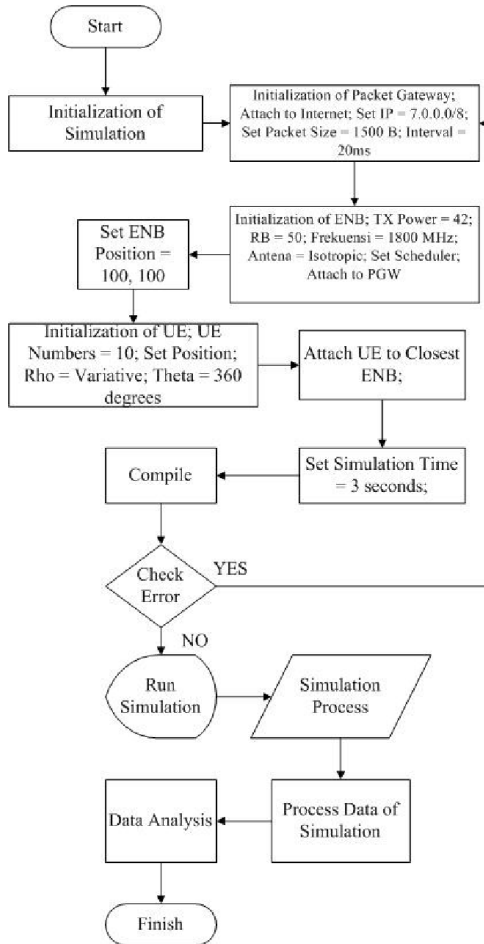 Start
Initialization of
Simulation
Initialization of Packet Gateway;
Attach to Internet; Set IP = 7.0.0.0/8;
Set Packet Size = 1500 B; Interval =
20ms
Initialization of ENB; TX Power = 42;
RB = 50; Frekuensi = 1800 MHz;
Antena = Isotropic; Set Scheduler;
Attach to PGW
Set ENB
Position =
100, 100
Initialization of UE; UE
Numbers = 10; Set Position;
Rho = Variative; Theta = 360
degrees
Attach UE to Closest
ENB;
Set Simulation Time
= 3 seconds;
Compile
Check
Error
YES
NO
Run
Simulation
Simulation
Process
Process Data of
Simulation
Data Analysis
Finish